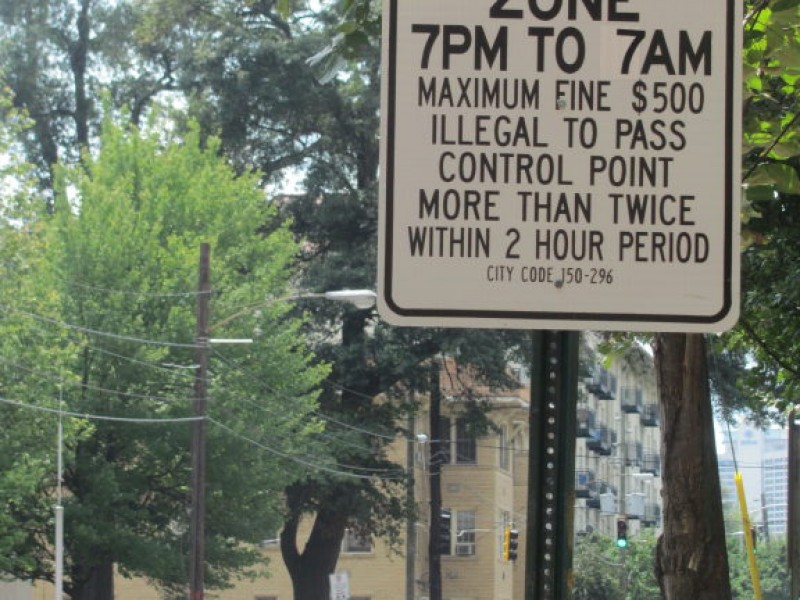 ZONE
7PM TO 7AM
MAXIMUM FINE $500
ILLEGAL TO PASS
CONTROL POINT
MORE THAN TWICE
WITHIN 2 HOUR PERIOD
CITY CODE 150-296